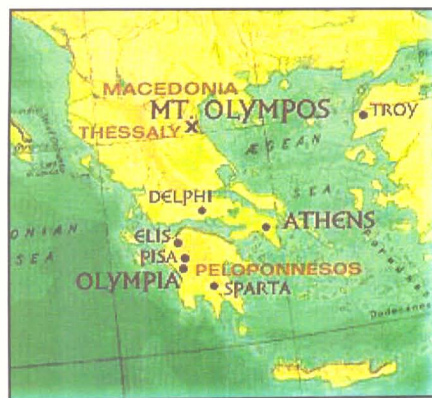 MACEDONIA
MT. OLYMPOS
TROY
THESSALY
ÆGEAN
SEA
DELPHI
ATHENS
ONIAN
SEA
ELIS
PISA
OLYMPIA
PELOPONNESOS
SPARTA